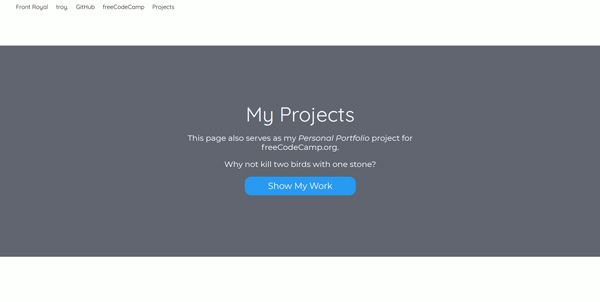 Front Royal troy. GitHub freeCodeCamp Projects
My Projects
This page also serves as my Personal Portfolio project for
freeCodeCamp.org.
Why not kill two birds with one stone?
Show My Work